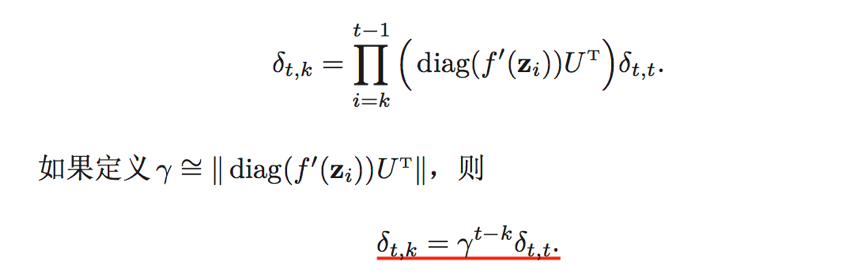 δ_{t,k} = ∏_{i=k}^{t−1} ( diag(f′(𝐳_i))U^T ) δ_{t,t}.
如果定义 γ ≅ ‖ diag(f′(𝐳_i))U^T‖，则
δ_{t,k} = γ^{t−k}δ_{t,t}.